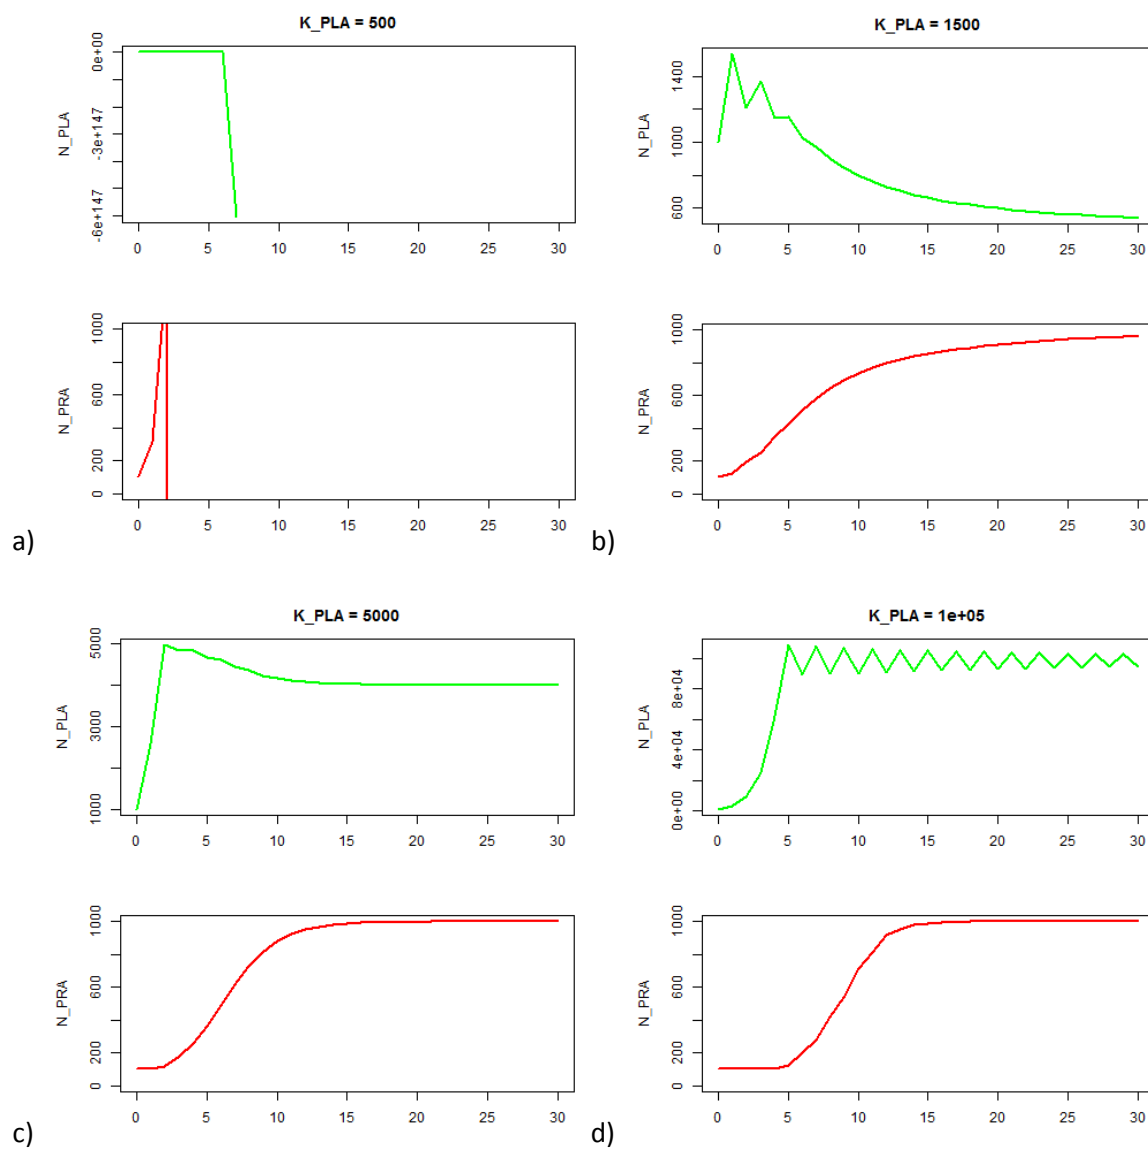 K_PLA = 500
N_PLA
0e+00
-3e+147
-6e+147
0 5 10 15 20 25 30
N_PRA
1000
600
200
0
0 5 10 15 20 25 30
a)
K_PLA = 1500
N_PLA
1400
1000
600
0 5 10 15 20 25 30
N_PRA
1000
600
200
0
0 5 10 15 20 25 30
b)
K_PLA = 5000
N_PLA
5000
3000
1000
0 5 10 15 20 25 30
N_PRA
1000
600
200
0
0 5 10 15 20 25 30
c)
K_PLA = 1e+05
N_PLA
8e+04
4e+04
0e+00
0 5 10 15 20 25 30
N_PRA
1000
600
200
0
0 5 10 15 20 25 30
d)